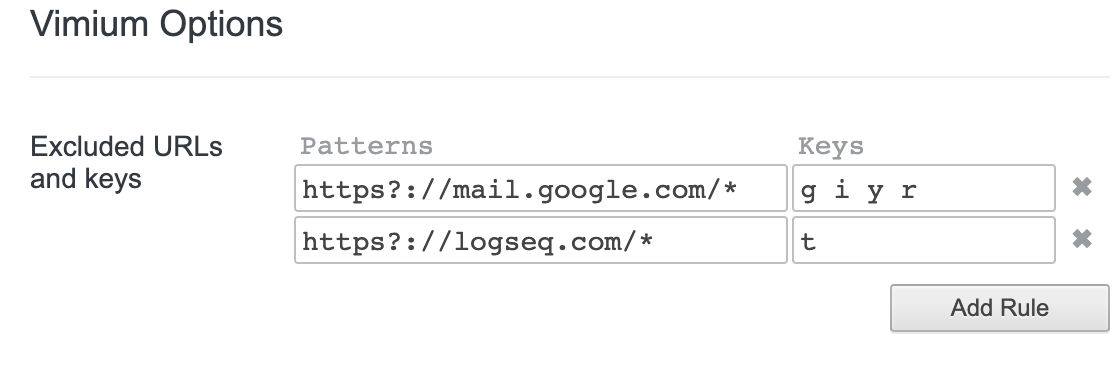 Vimium Options
Excluded URLs and keys
Patterns Keys
https?://mail.google.com/* g i y r ✖
https?://logseq.com/* t ✖
Add Rule